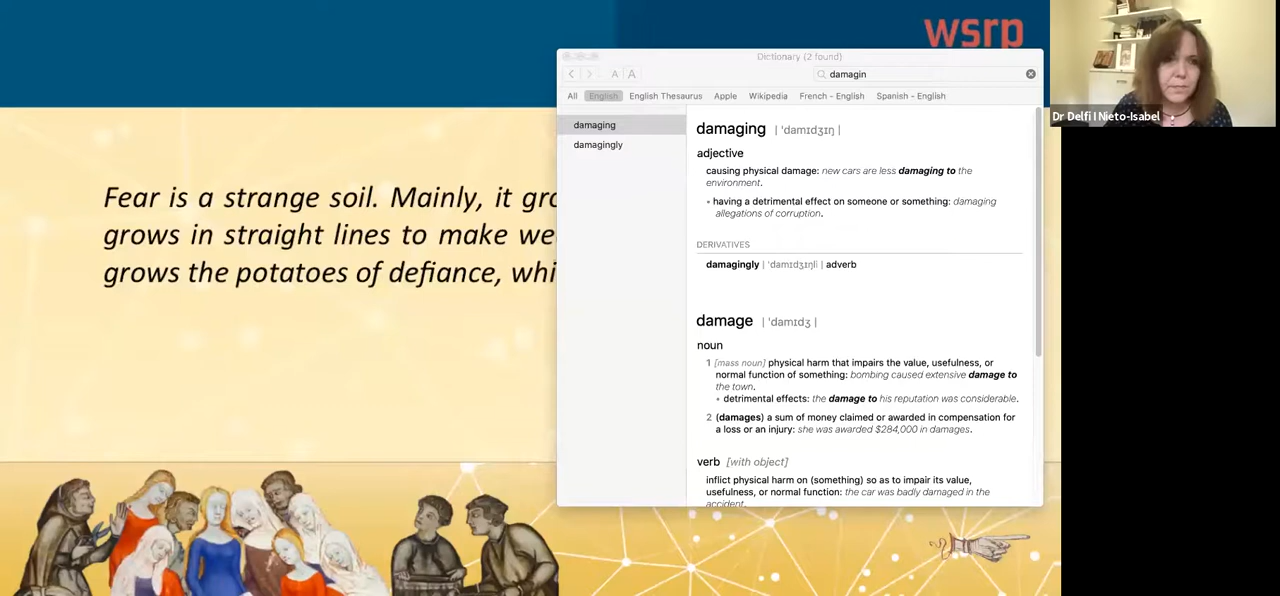 wsrp
Dr Delfi I Nieto-Isabel
Fear is a strange soil. Mainly, it
grows in straight lines to make
grows the potatoes of defiance,
Dictionary (2 found)
A A
damagin
All English English Thesaurus Apple Wikipedia French - English Spanish - English
damaging
damagingly
damaging | ˈdamɪdʒɪŋ |
adjective
causing physical damage: new cars are less damaging to the
environment.
• having a detrimental effect on someone or something: damaging
allegations of corruption.
DERIVATIVES
damagingly | ˈdamɪdʒɪŋli | adverb
damage | ˈdamɪdʒ |
noun
1 [mass noun] physical harm that impairs the value, usefulness, or
normal function of something: bombing caused extensive damage to
the town.
• detrimental effects: the damage to his reputation was considerable.
2 (damages) a sum of money claimed or awarded in compensation for
a loss or an injury: she was awarded $284,000 in damages.
verb [with object]
inflict physical harm on (something) so as to impair its value,
usefulness, or normal function: the car was badly damaged in the
accident.